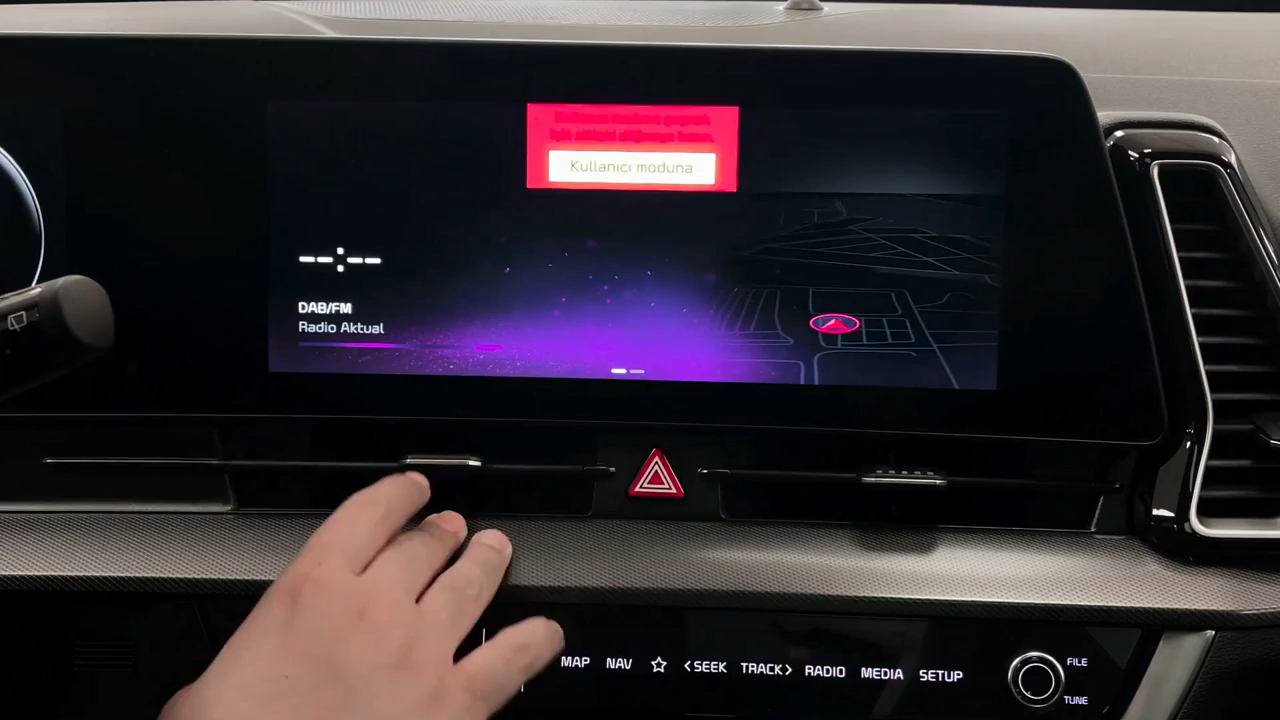 Kullanıcı moduna
--:--
DAB/FM
Radio Aktual
MAP NAV ☆ <SEEK TRACK> RADIO MEDIA SETUP
FILE
TUNE